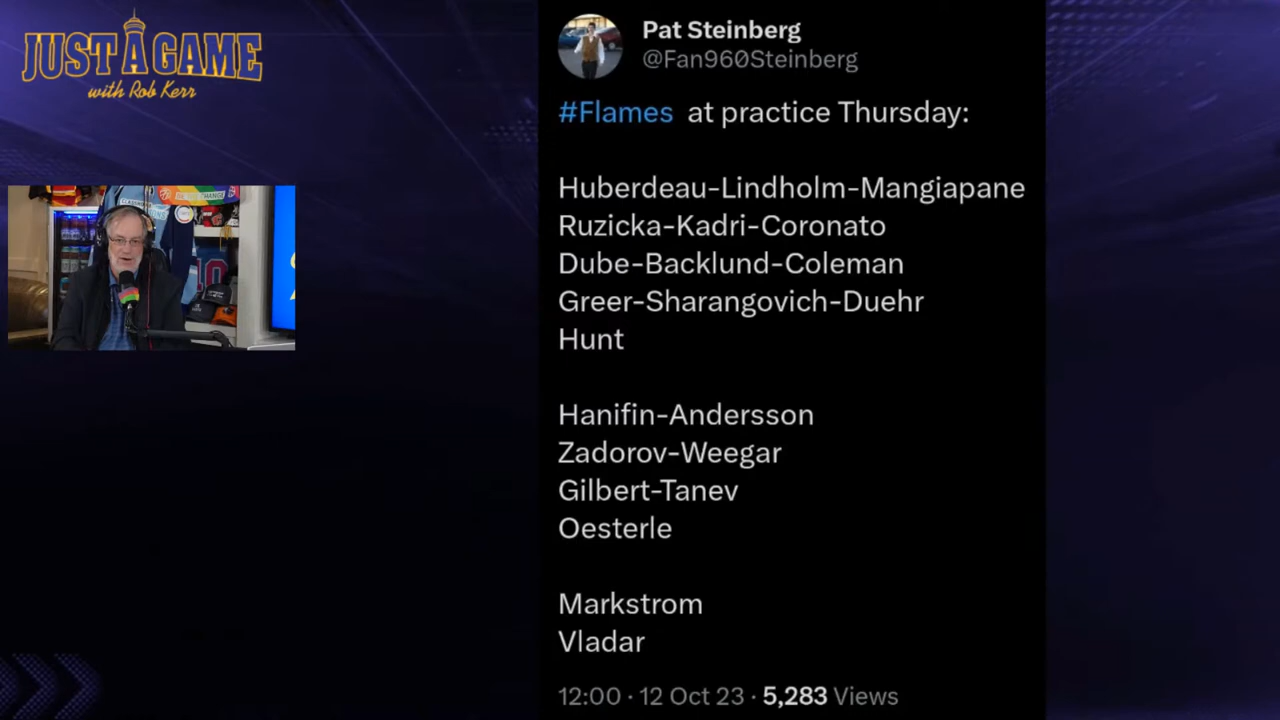 JUST A GAME
with Rob Kerr
Pat Steinberg
@Fan960Steinberg
#Flames at practice Thursday:
Huberdeau-Lindholm-Mangiapane
Ruzicka-Kadri-Coronato
Dube-Backlund-Coleman
Greer-Sharangovich-Duehr
Hunt
Hanifin-Andersson
Zadorov-Weegar
Gilbert-Tanev
Oesterle
Markstrom
Vladar
12:00 · 12 Oct 23 · 5,283 Views